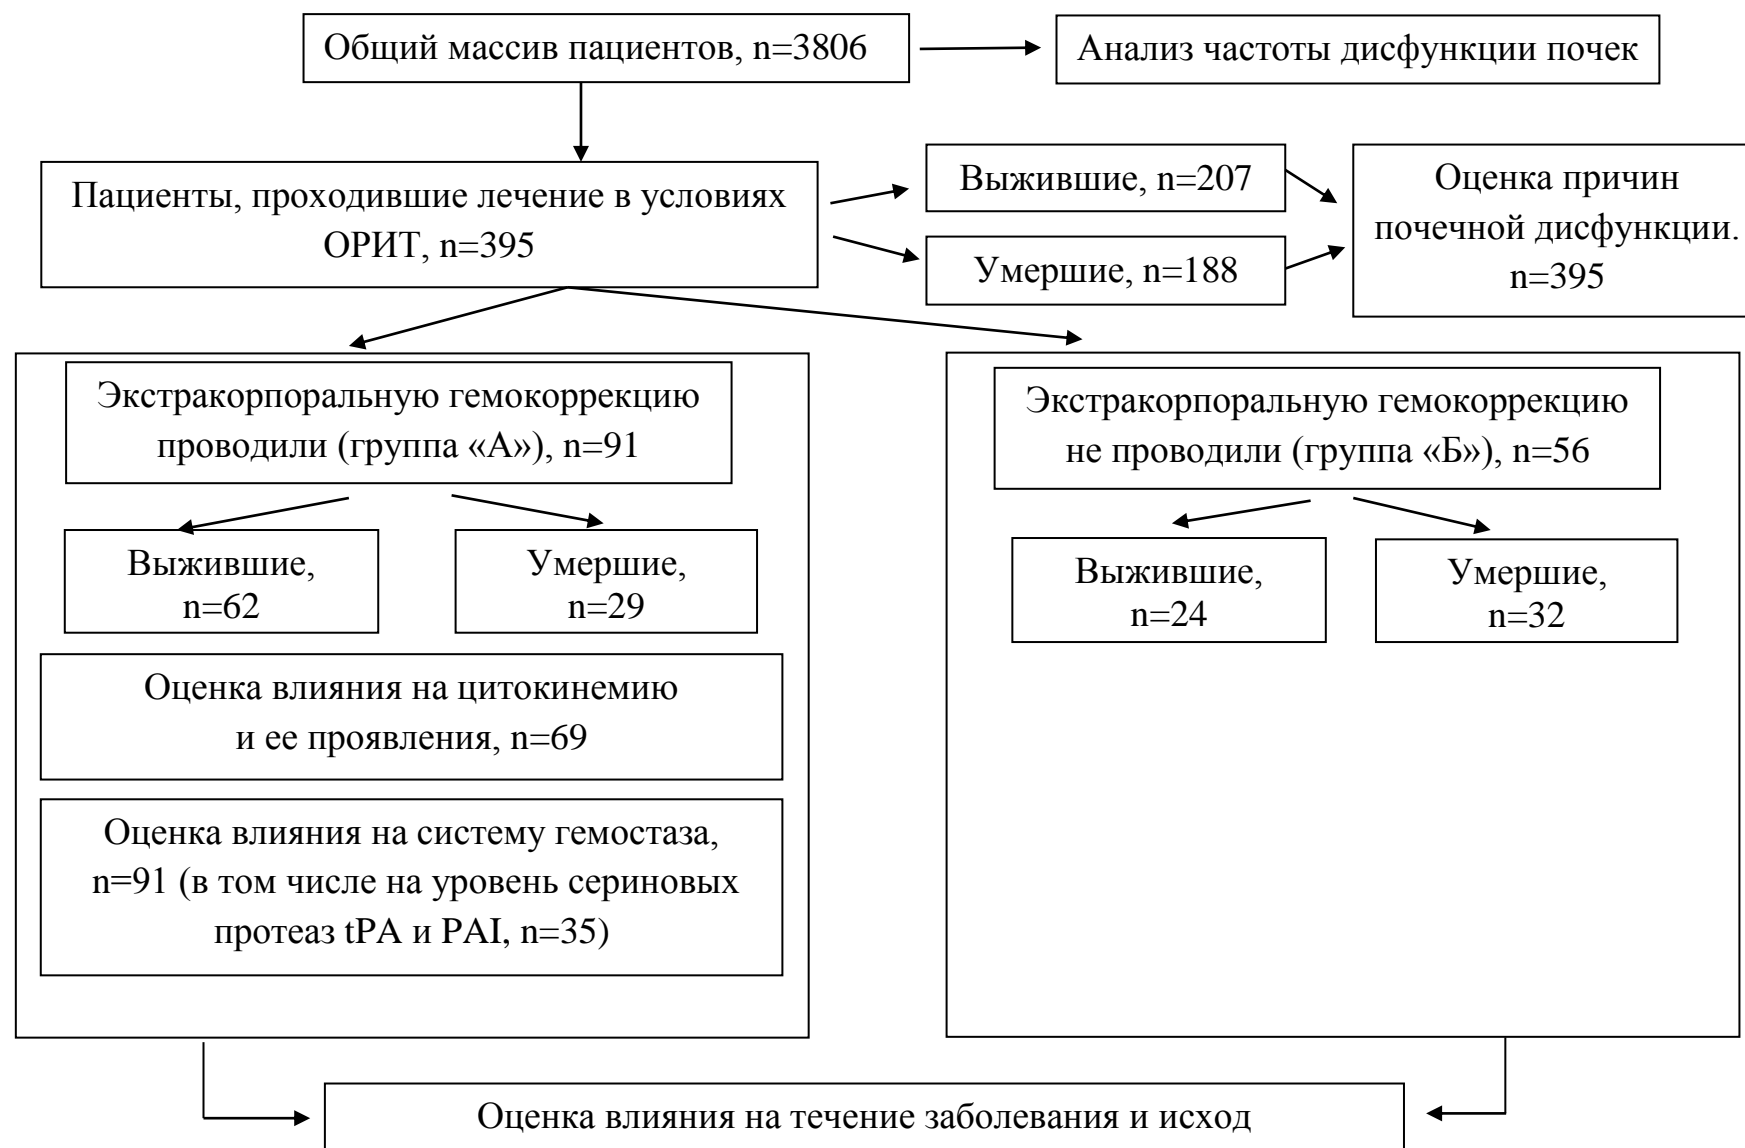 Общий массив пациентов, n=3806
Анализ частоты дисфункции почек
Пациенты, проходившие лечение в условиях
ОРИТ, n=395
Выжившие, n=207
Умершие, n=188
Оценка причин
почечной дисфункции.
n=395
Экстракорпоральную гемокоррекцию
проводили (группа «А»), n=91
Выжившие,
n=62
Умершие,
n=29
Оценка влияния на цитокинемию
и ее проявления, n=69
Оценка влияния на систему гемостаза,
n=91 (в том числе на уровень сериновых
протеаз tPA и PAI, n=35)
Экстракорпоральную гемокоррекцию
не проводили (группа «Б»), n=56
Выжившие,
n=24
Умершие,
n=32
Оценка влияния на течение заболевания и исход